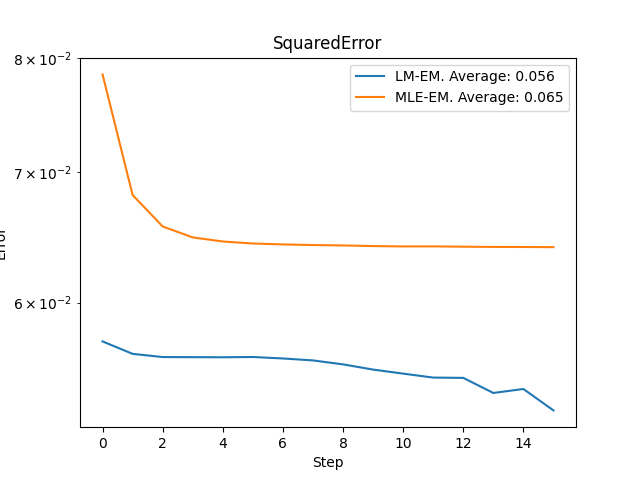 SquaredError
8 × 10⁻²
7 × 10⁻²
6 × 10⁻²
Error
LM-EM. Average: 0.056
MLE-EM. Average: 0.065
0 2 4 6 8 10 12 14
Step